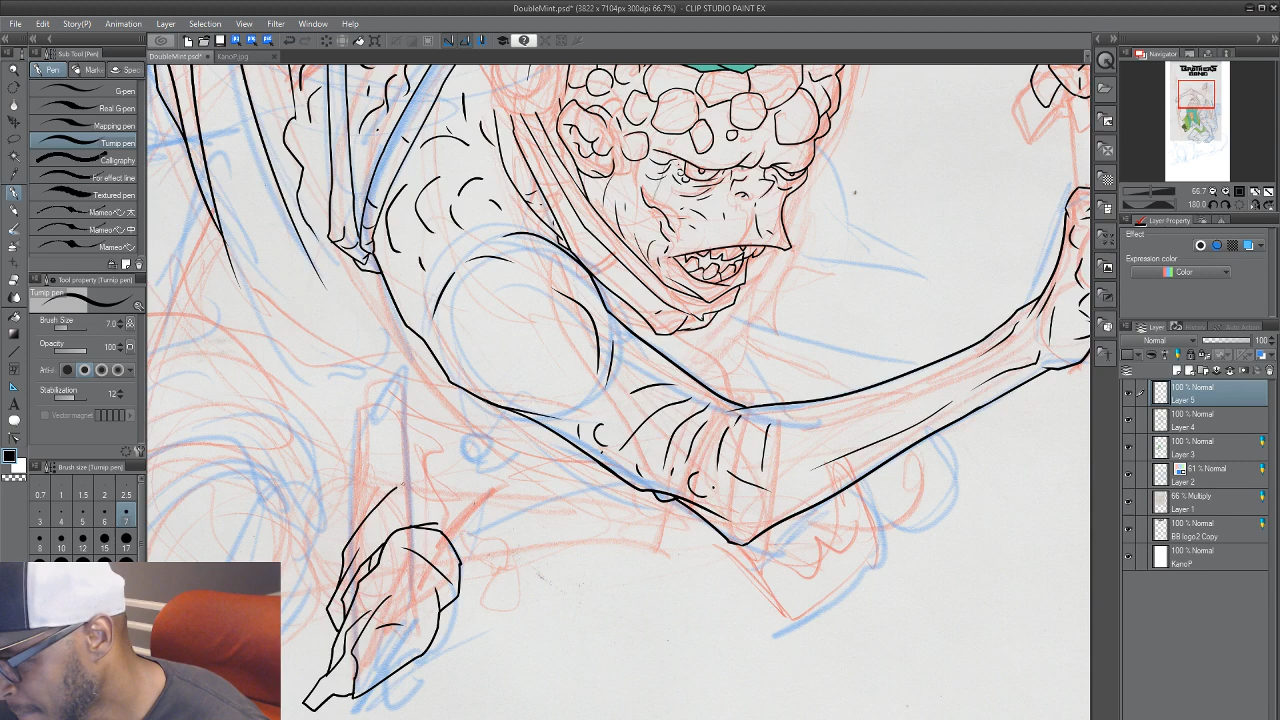 DoubleMint.psd* (3822 x 7104px 300dpi 66.7%) - CLIP STUDIO PAINT EX
File Edit Story(P) Animation Layer Selection View Filter Window Help
DoubleMint.psd* KanoP.jpg
Sub Tool (Pen)
Pen
G-pen
Real G-pen
Mapping pen
Turnip pen
Calligraphy
For effect line
Textured pen
Tool property (Turnip pen)
Turnip pen
Brush Size 7.0
Opacity 100
Stabilization 12
Vector magnet
Brush size (Turnip pen)
0.7 1 1.5 2 2.5
3 4 5 6 7
8 10 12 15 17
Navigator
66.7
180.0
Layer Property
Effect
Expression color
Color
Layer
Normal 100
100 % Normal
Layer 5
100 % Normal
Layer 4
100 % Normal
Layer 3
61 % Normal
Layer 2
66 % Multiply
Layer 1
100 % Normal
BB logo2 Copy
100 % Normal
KanoP